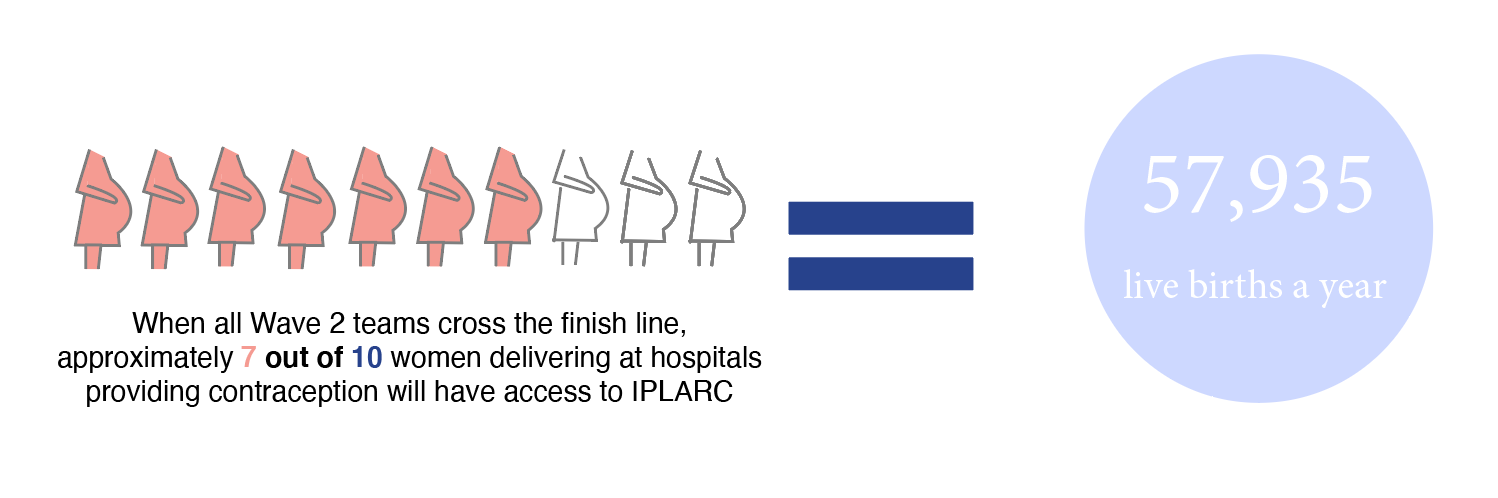 When all Wave 2 teams cross the finish line,
approximately 7 out of 10 women delivering at hospitals
providing contraception will have access to IPLARC
57,935
live births a year